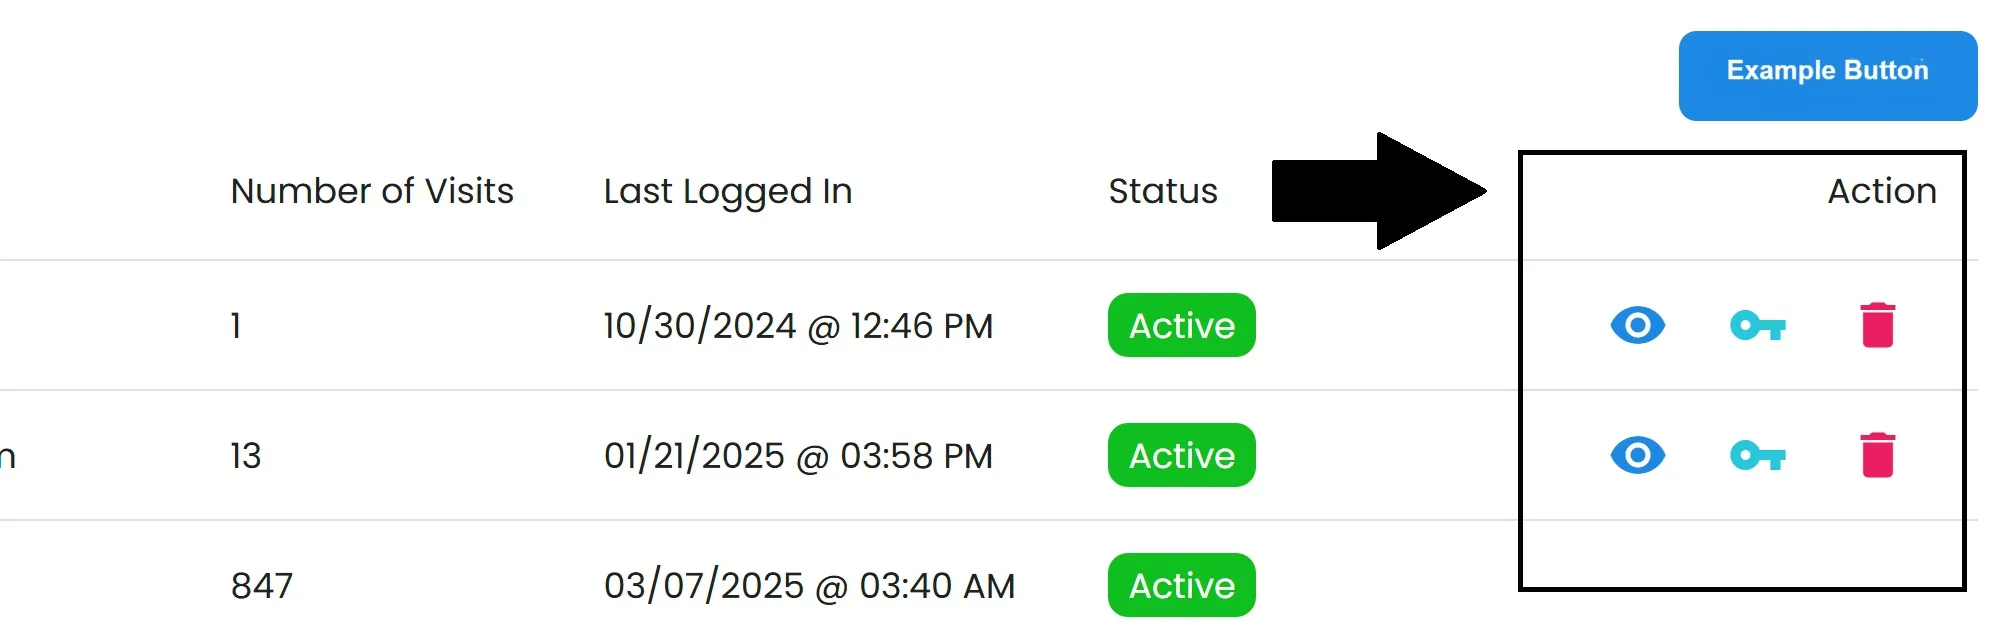 Example Button
Number of Visits Last Logged In Status Action
1 10/30/2024 @ 12:46 PM Active
13 01/21/2025 @ 03:58 PM Active
847 03/07/2025 @ 03:40 AM Active